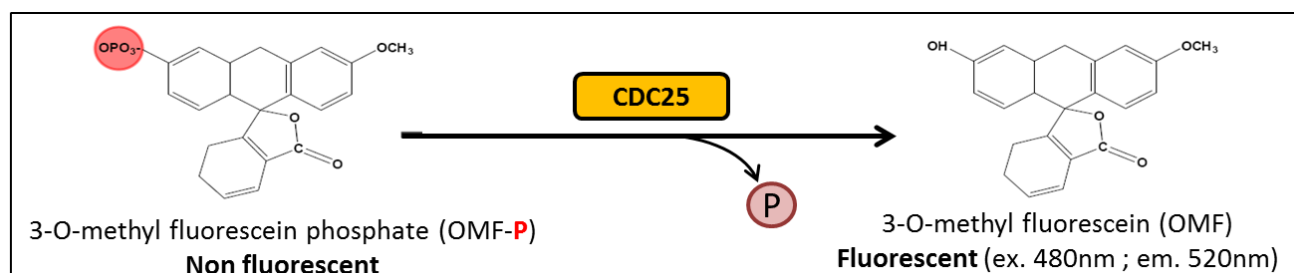 OPO₃-
OCH₃
O
C
O
3-O-methyl fluorescein phosphate (OMF-P)
Non fluorescent
CDC25
P
OH
OCH₃
O
C
O
3-O-methyl fluorescein (OMF)
Fluorescent (ex. 480nm ; em. 520nm)